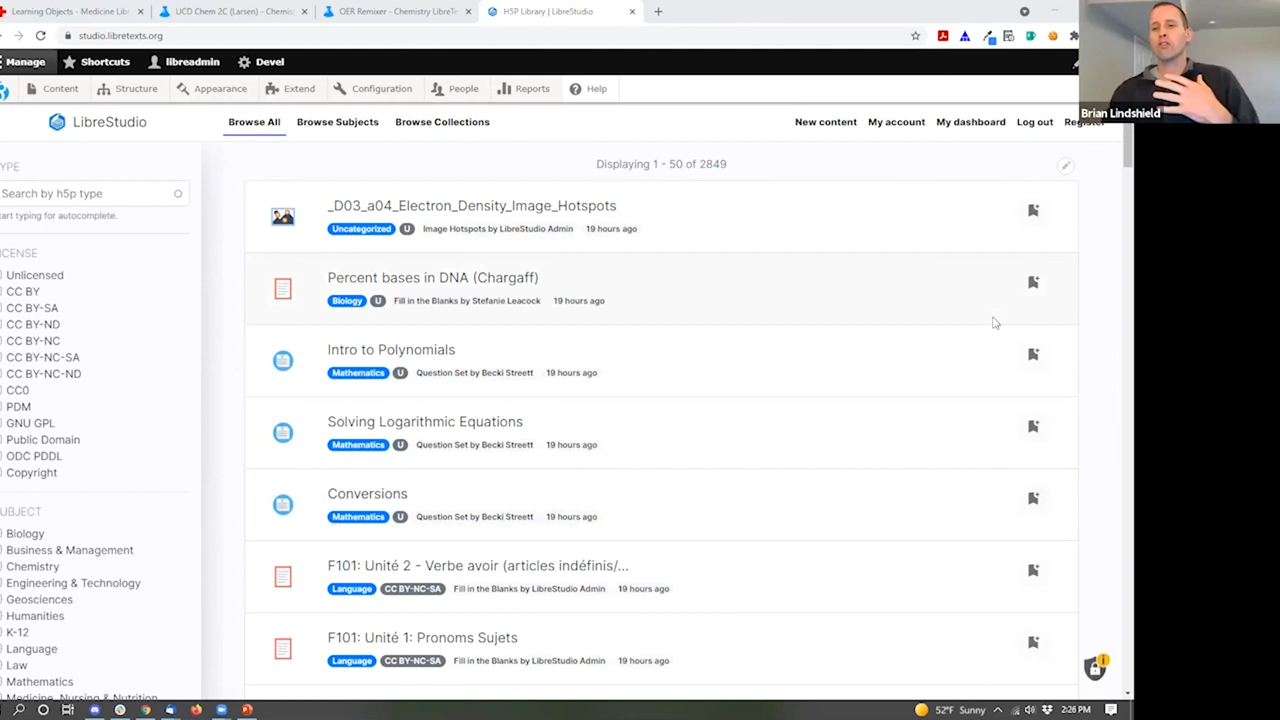 Learning Objects - Medicine Lib
UCD Chem 2C (Larsen) - Chemis
OER Remixer - Chemistry LibreTe
H5P Library | LibreStudio
studio.libretexts.org
Manage
Shortcuts
libreadmin
Devel
Content
Structure
Appearance
Extend
Configuration
People
Reports
Help
Brian Lindshield
LibreStudio
Browse All
Browse Subjects
Browse Collections
New content
My account
My dashboard
Log out
Register
Displaying 1 - 50 of 2849
TYPE
Search by h5p type
tart typing for autocomplete.
ICENSE
Unlicensed
CC BY
CC BY-SA
CC BY-ND
CC BY-NC
CC BY-NC-SA
CC BY-NC-ND
CC0
PDM
GNU GPL
Public Domain
ODC PDDL
Copyright
SUBJECT
Biology
Business & Management
Chemistry
Engineering & Technology
Geosciences
Humanities
K-12
Language
Law
Mathematics
Medicine, Nursing & Nutrition
_D03_a04_Electron_Density_Image_Hotspots
Uncategorized U Image Hotspots by LibreStudio Admin 19 hours ago
Percent bases in DNA (Chargaff)
Biology U Fill in the Blanks by Stefanie Leacock 19 hours ago
Intro to Polynomials
Mathematics U Question Set by Becki Streett 19 hours ago
Solving Logarithmic Equations
Mathematics U Question Set by Becki Streett 19 hours ago
Conversions
Mathematics U Question Set by Becki Streett 19 hours ago
F101: Unité 2 - Verbe avoir (articles indéfinis/...
Language CC BY-NC-SA Fill in the Blanks by LibreStudio Admin 19 hours ago
F101: Unité 1: Pronoms Sujets
Language CC BY-NC-SA Fill in the Blanks by LibreStudio Admin 19 hours ago
52°F Sunny
2:26 PM